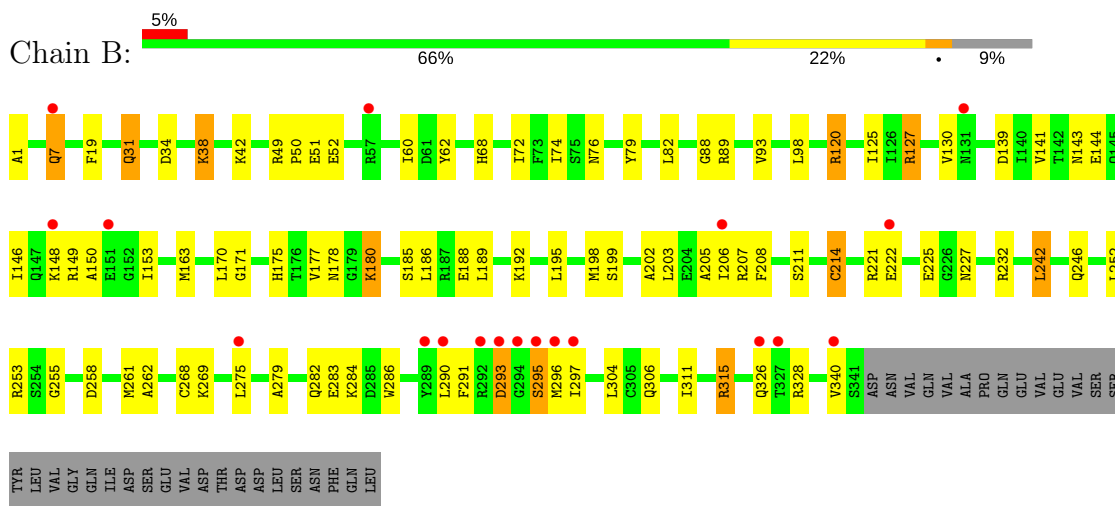 5%
Chain B:
66% 22% • 9%
A1 Q7 F19 Q31 D34 K38 K42 R49 P50 E51 E52 R57 I60 D61 Y62 H68 I72 F73 I74 S75 N76 Y79 L82 G88 R89 V93 L98 R120 I125 I126 R127 V130 N131 D139 I140 V141 T142 N143 E144
I146 Q147 K148 R149 A150 E151 G152 I153 M163 L170 G171 H175 T176 V177 N178 G179 K180 S185 L186 R187 E188 L189 K192 L195 M198 S199 A202 L203 E204 A205 I206 R207 F208 S211 C214 R221 E222 E225 G226 N227 R232 L242 Q246
R253 S254 G255 D258 M261 A262 C268 K269 L275 A279 Q282 E283 K284 D285 W286 Y289 L290 F291 R292 D293 G294 S295 M296 I297 L304 C305 Q306 I311 R315 Q326 T327 R328 V340 S341 ASP ASN VAL GLN VAL ALA PRO GLN GLU VAL GLU VAL SER SER
TYR LEU VAL GLY GLN ILE ASP SER GLU VAL ASP THR ASP ASP LEU SER ASN PHE GLN LEU